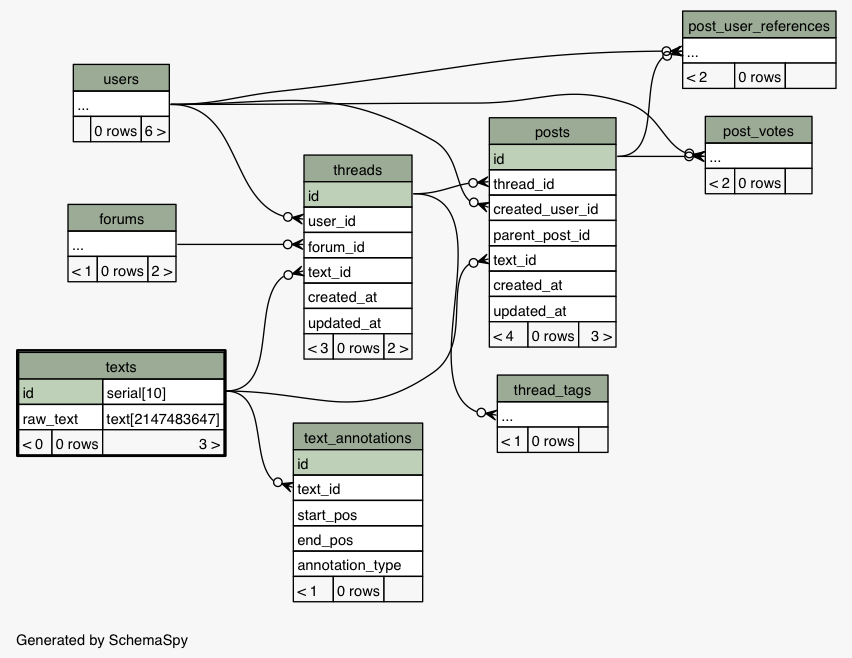 post_user_references
...
< 2 0 rows
users
...
0 rows 6 >
posts
id
thread_id
created_user_id
parent_post_id
text_id
created_at
updated_at
< 4 0 rows 3 >
post_votes
...
< 2 0 rows
threads
id
user_id
forum_id
text_id
created_at
updated_at
< 3 0 rows 2 >
forums
...
< 1 0 rows 2 >
texts
id serial[10]
raw_text text[2147483647]
< 0 0 rows 3 >
thread_tags
...
< 1 0 rows
text_annotations
id
text_id
start_pos
end_pos
annotation_type
< 1 0 rows
Generated by SchemaSpy